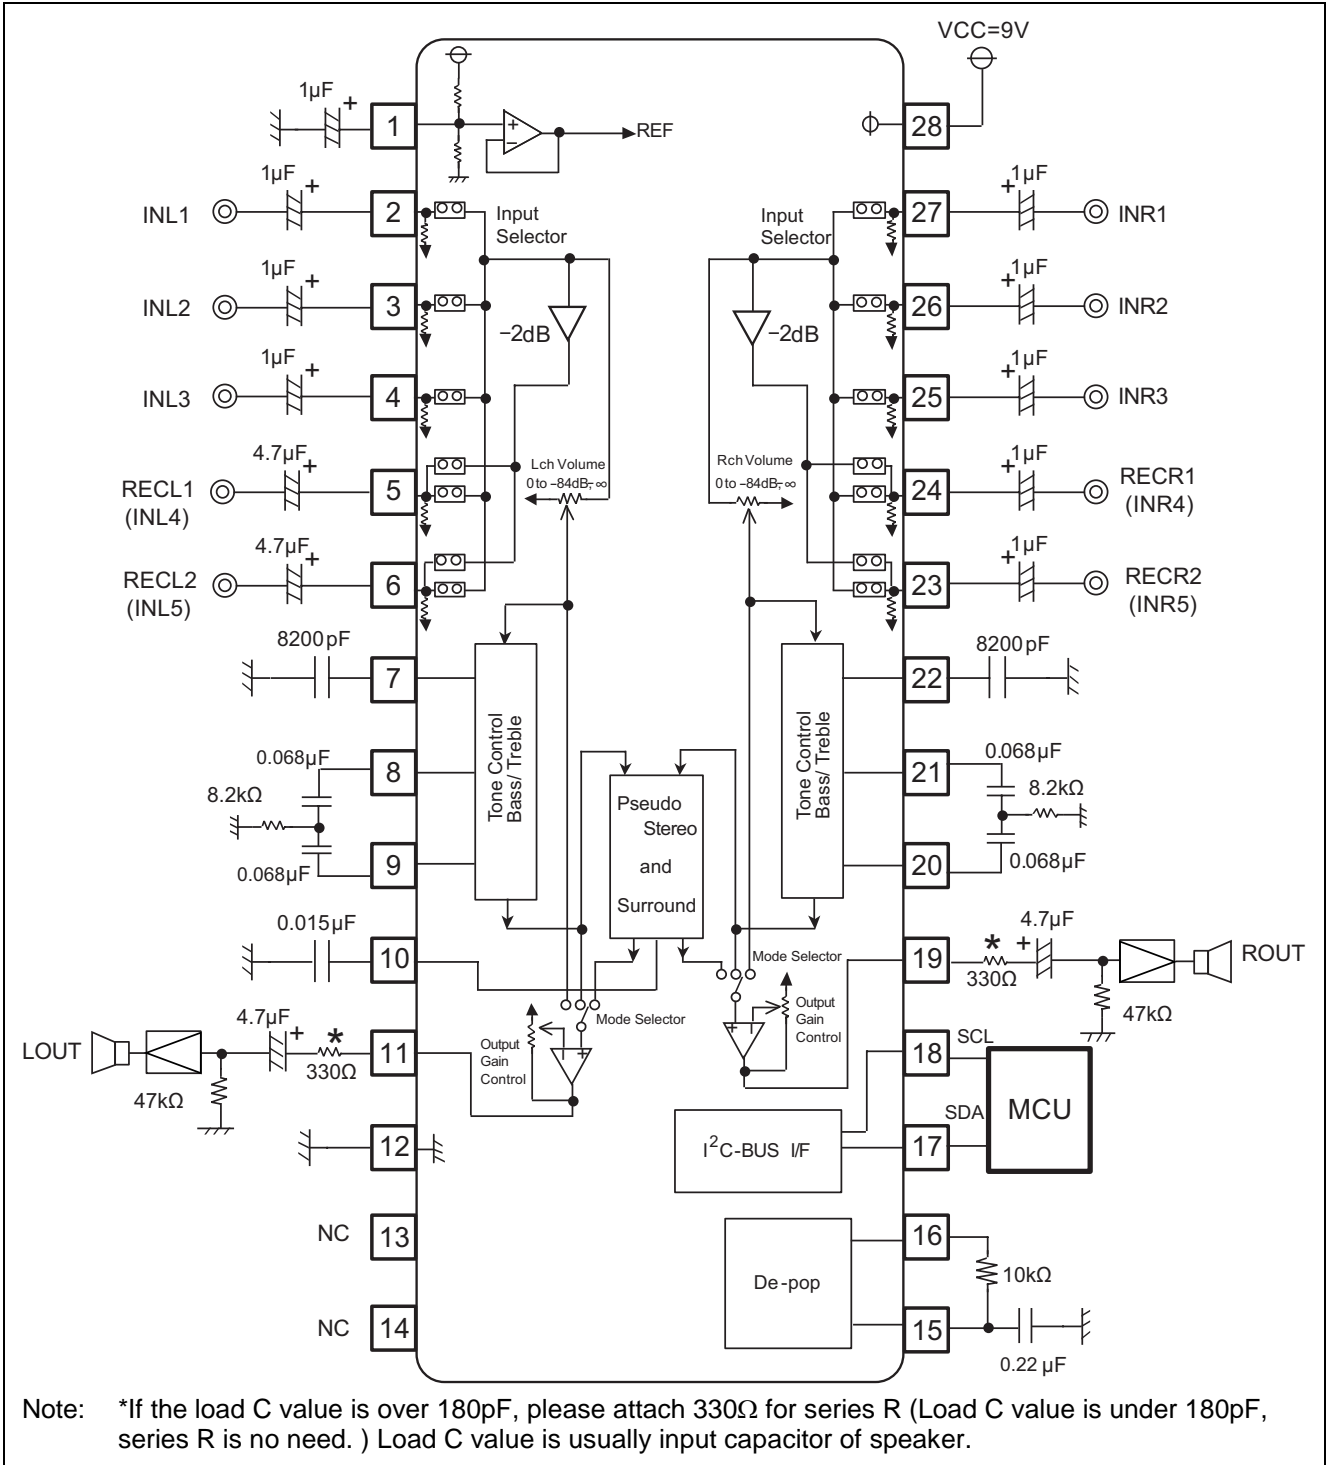 VCC=9V
1μF
+
1
+
−
REF
28
1μF
+
INL1
2
Input
Selector
Input
Selector
27
+
1μF
INR1
1μF
+
INL2
3
−2dB
−2dB
26
+
1μF
INR2
1μF
+
INL3
4
25
+
1μF
INR3
4.7μF
+
RECL1
(INL4)
5
Lch Volume
0 to −84dB,−∞
Rch Volume
0 to −84dB,−∞
24
+
1μF
RECR1
(INR4)
4.7μF
+
RECL2
(INL5)
6
23
+
1μF
RECR2
(INR5)
8200pF
7
22
8200pF
Tone Control
Bass/ Treble
Tone Control
Bass/ Treble
0.068μF
8
8.2kΩ
0.068μF
9
Pseudo
Stereo
and
Surround
21
0.068μF
8.2kΩ
20
0.068μF
0.015μF
10
Mode Selector
19
*
330Ω
+
4.7μF
47kΩ
ROUT
Mode Selector
Output
Gain
Control
+
−
LOUT
47kΩ
4.7μF
+
*
330Ω
11
Output
Gain
Control
−
+
18
SCL
SDA
MCU
12
I2C-BUS I/F
17
NC
13
16
De-pop
10kΩ
NC
14
15
0.22 μF
Note: *If the load C value is over 180pF, please attach 330Ω for series R (Load C value is under 180pF,
series R is no need. ) Load C value is usually input capacitor of speaker.